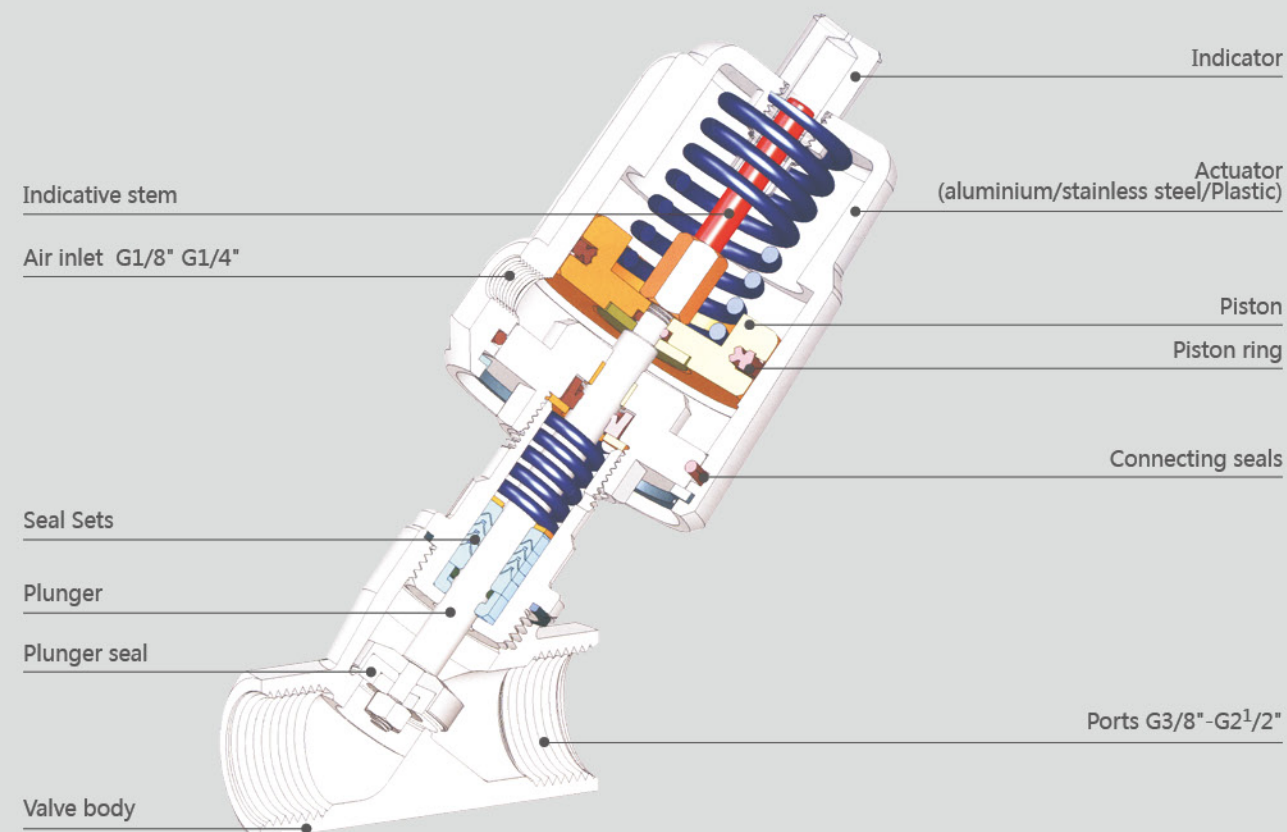 Indicator
Actuator
(aluminium/stainless steel/Plastic)
Indicative stem
Air inlet G1/8" G1/4"
Piston
Piston ring
Connecting seals
Seal Sets
Plunger
Plunger seal
Ports G3/8"-G2¹/2"
Valve body